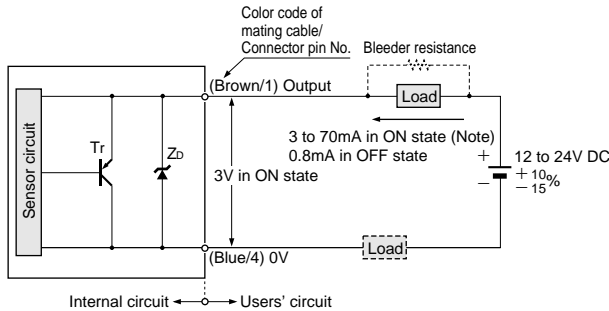 Color code of
mating cable/
Connector pin No.
Bleeder resistance
(Brown/1) Output
Load
Sensor circuit
Tr
ZD
3V in ON state
3 to 70mA in ON state (Note)
0.8mA in OFF state
+
−
12 to 24V DC
+10
−15%
Load
(Blue/4) 0V
Internal circuit
Users' circuit